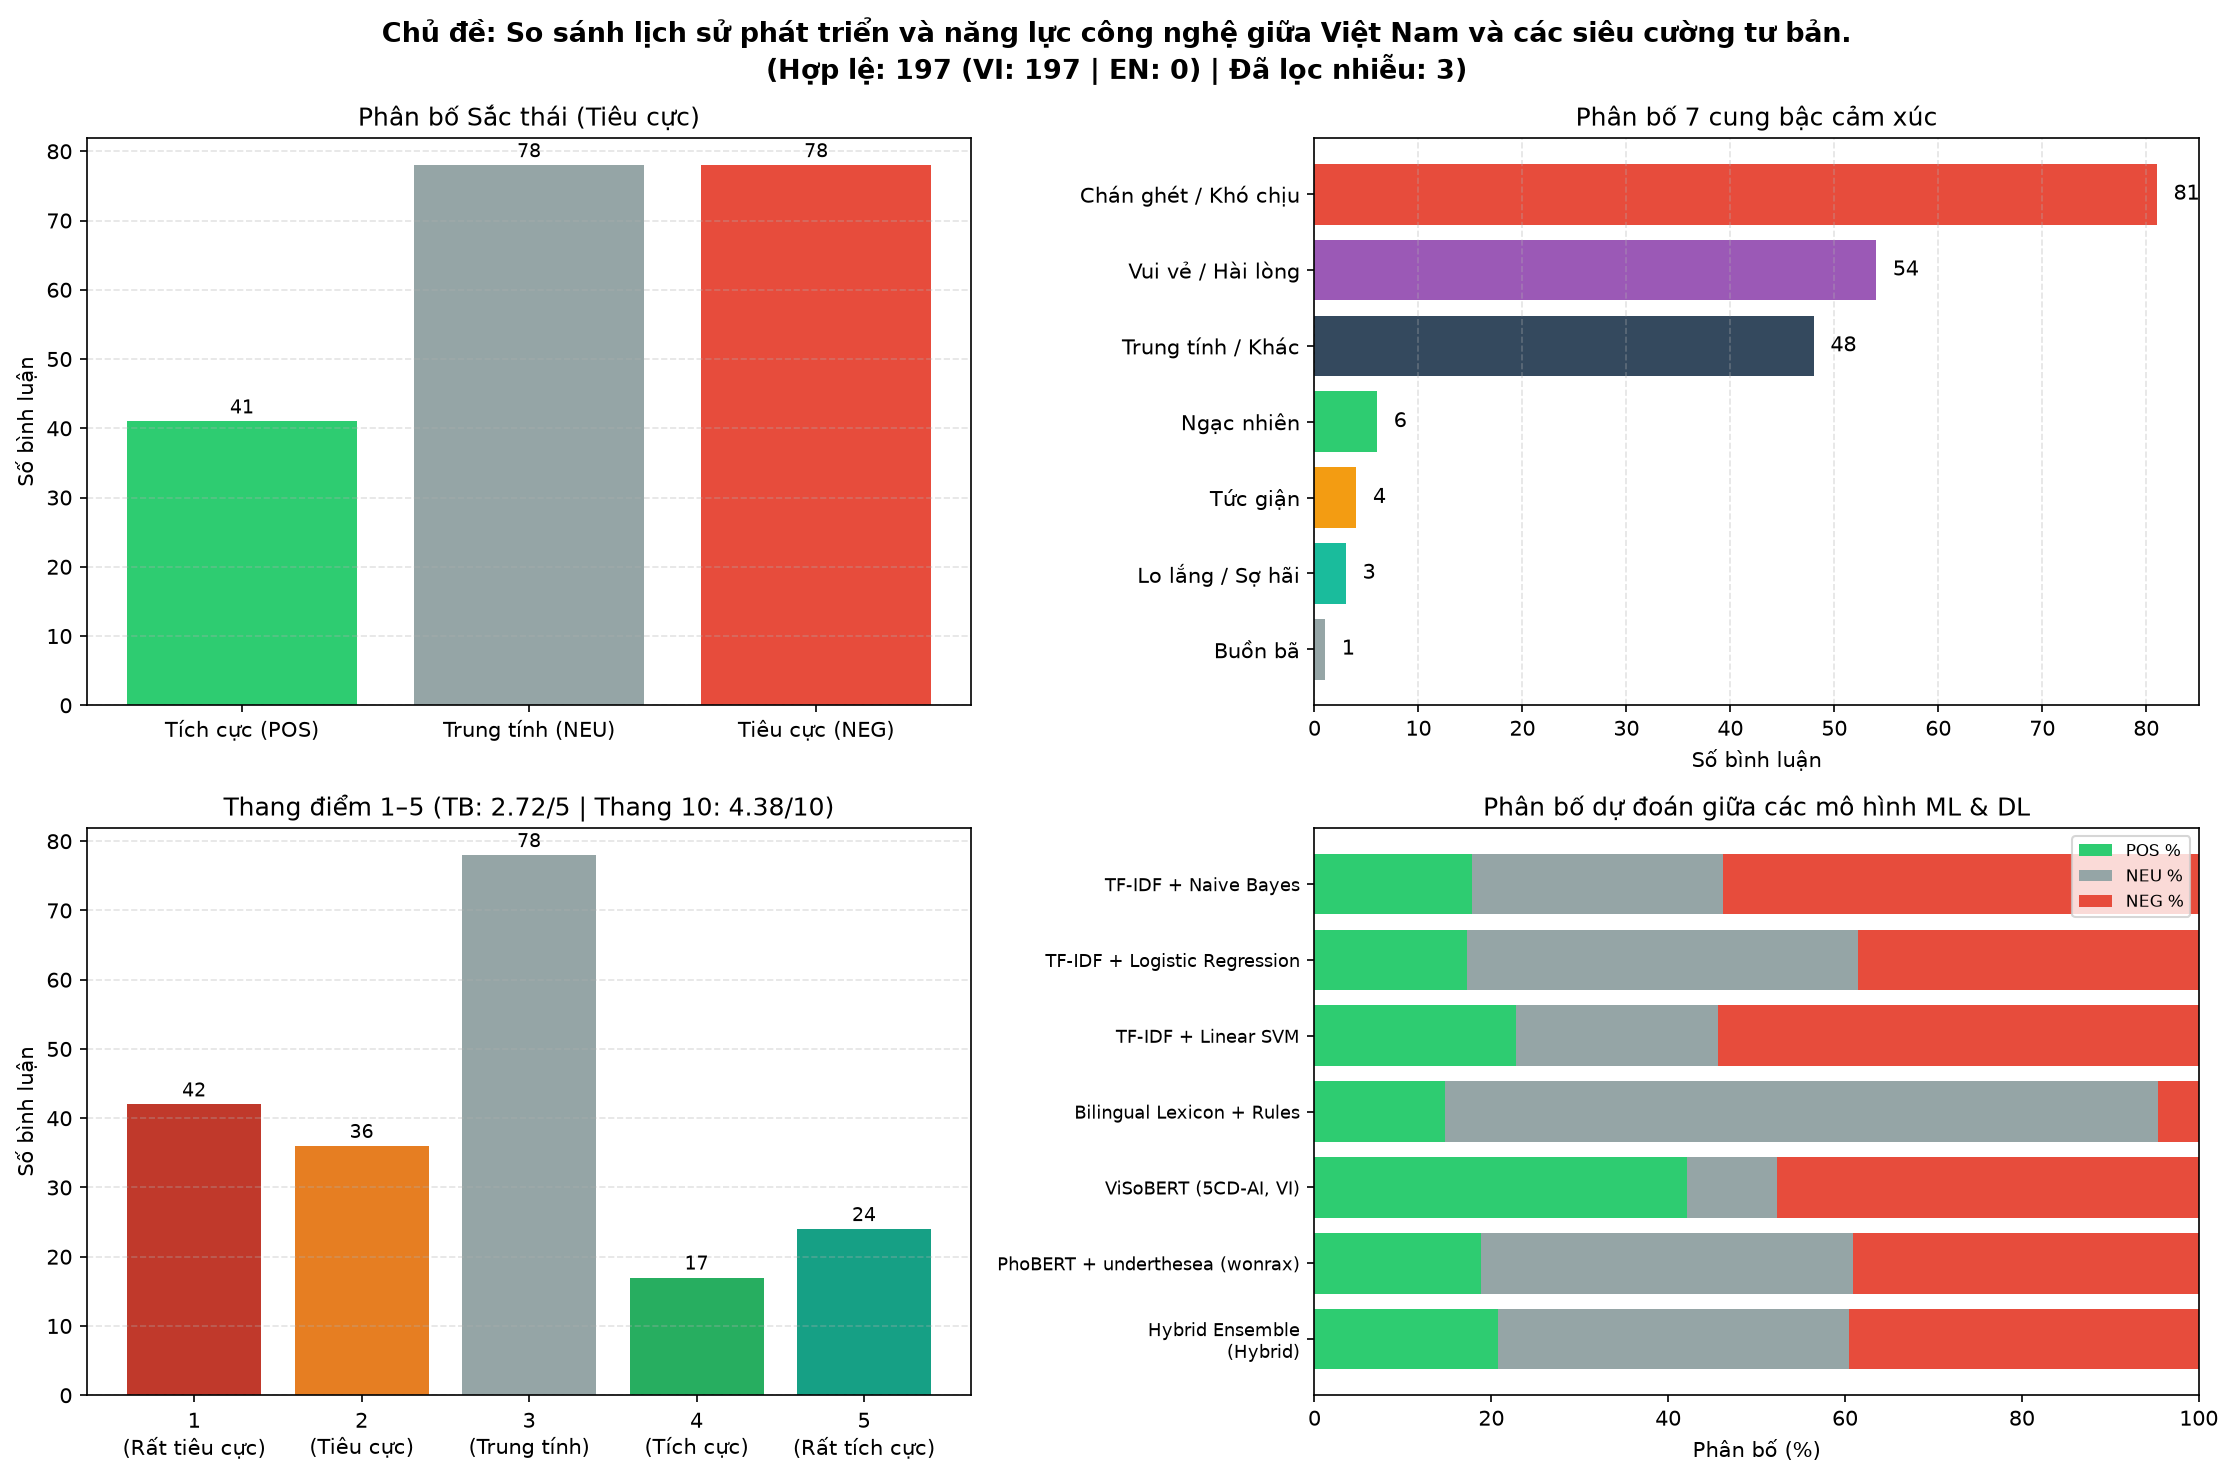 Chủ đề: So sánh lịch sử phát triển và năng lực công nghệ giữa Việt Nam và các siêu cường tư bản.
(Hợp lệ: 197 (VI: 197 | EN: 0) | Đã lọc nhiễu: 3)
Phân bố Sắc thái (Tiêu cực)
Số bình luận
80
70
60
50
40
30
20
10
0
41
78
78
Tích cực (POS)
Trung tính (NEU)
Tiêu cực (NEG)
Phân bố 7 cung bậc cảm xúc
Chán ghét / Khó chịu
81
Vui vẻ / Hài lòng
54
Trung tính / Khác
48
Ngạc nhiên
6
Tức giận
4
Lo lắng / Sợ hãi
3
Buồn bã
1
0
10
20
30
40
50
60
70
80
Số bình luận
Thang điểm 1–5 (TB: 2.72/5 | Thang 10: 4.38/10)
Số bình luận
80
70
60
50
40
30
20
10
0
42
36
78
17
24
1
(Rất tiêu cực)
2
(Tiêu cực)
3
(Trung tính)
4
(Tích cực)
5
(Rất tích cực)
Phân bố dự đoán giữa các mô hình ML & DL
POS %
NEU %
NEG %
TF-IDF + Naive Bayes
TF-IDF + Logistic Regression
TF-IDF + Linear SVM
Bilingual Lexicon + Rules
ViSoBERT (5CD-AI, VI)
PhoBERT + underthesea (wonrax)
Hybrid Ensemble
(Hybrid)
0
20
40
60
80
100
Phân bố (%)